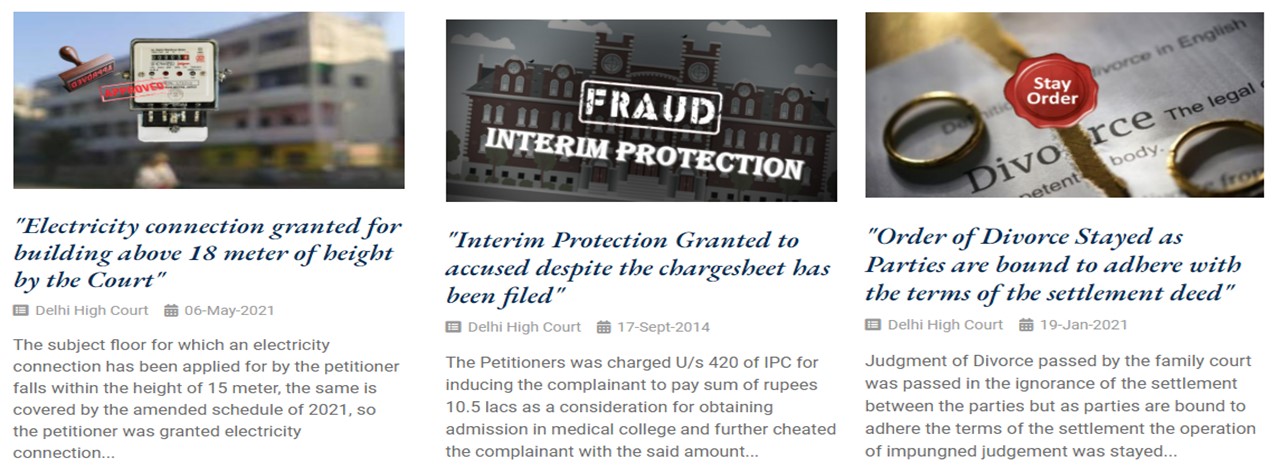 APPROVED
APPROVED
"Electricity connection granted for
building above 18 meter of height
by the Court"
Delhi High Court 06-May-2021
The subject floor for which an electricity
connection has been applied for by the petitioner
falls within the height of 15 meter, the same is
covered by the amended schedule of 2021, so
the petitioner was granted electricity
connection...
FRAUD
INTERIM PROTECTION
"Interim Protection Granted to
accused despite the chargesheet has
been filed"
Delhi High Court 17-Sept-2014
The Petitioners was charged U/s 420 of IPC for
inducing the complainant to pay sum of rupees
10.5 lacs as a consideration for obtaining
admission in medical college and further cheated
the complainant with the said amount...
Stay
Order
divorce in English
Divorce The legal
body.
"Order of Divorce Stayed as
Parties are bound to adhere with
the terms of the settlement deed"
Delhi High Court 19-Jan-2021
Judgment of Divorce passed by the family court
was passed in the ignorance of the settlement
between the parties but as parties are bound to
adhere the terms of the settlement the operation
of impungned judgement was stayed...